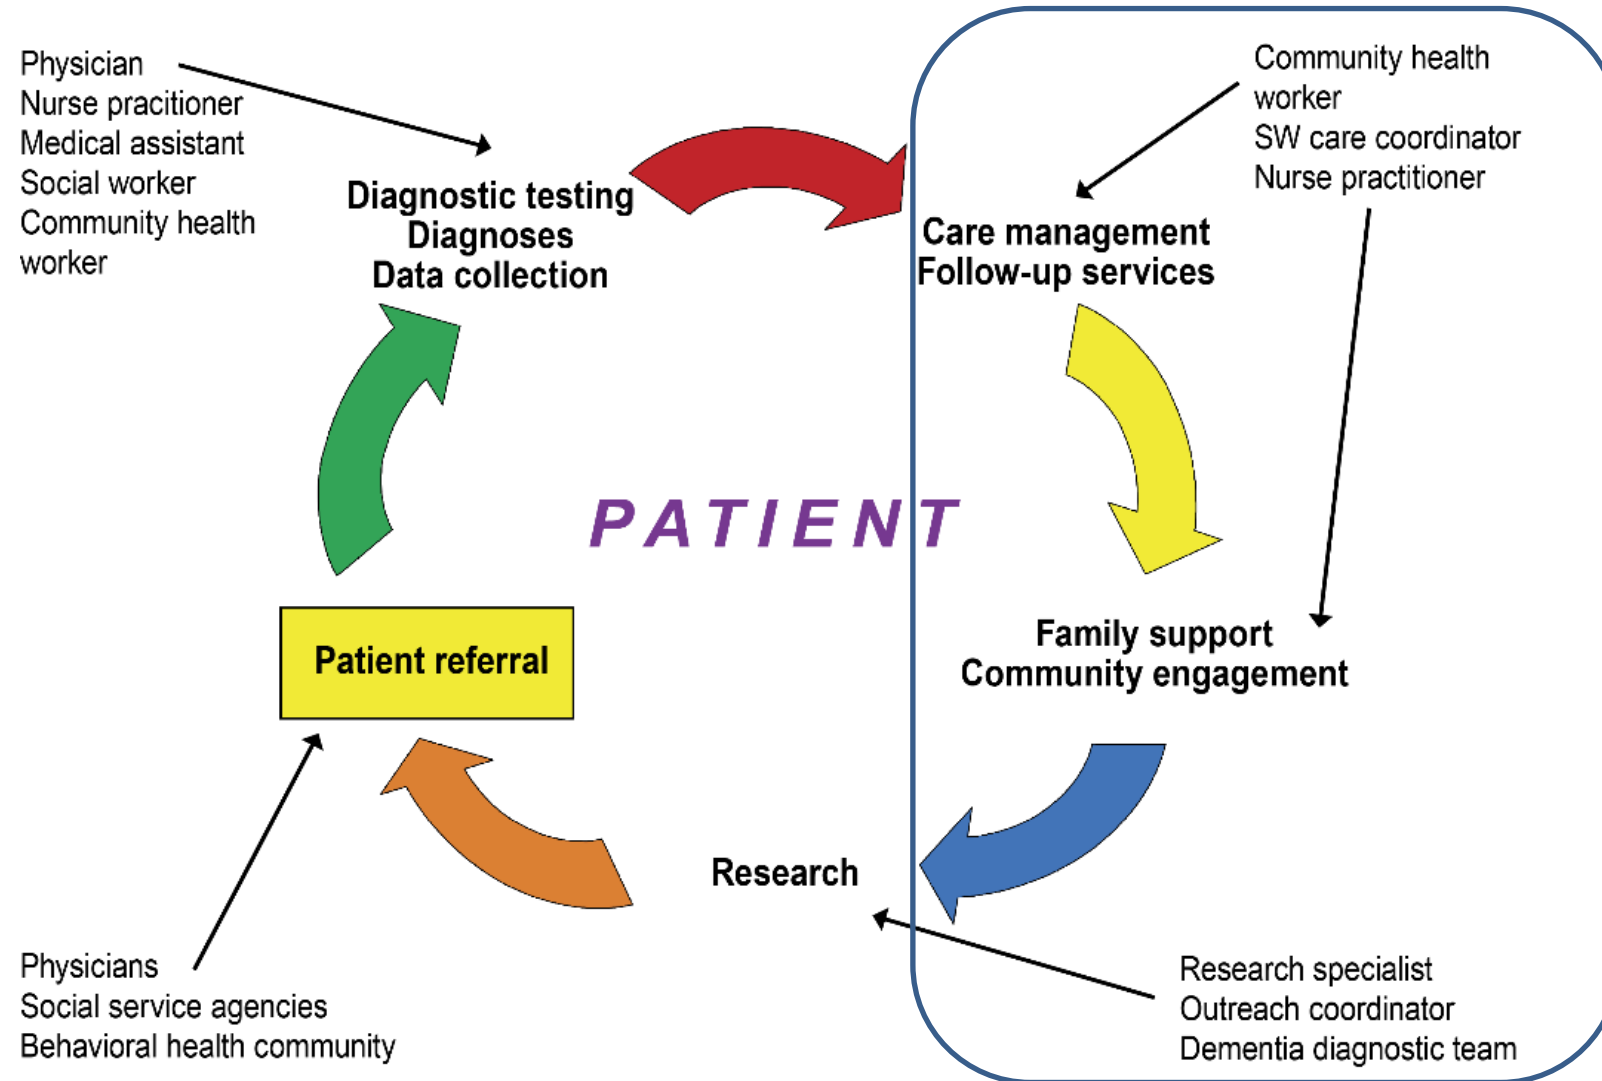 Physician
Nurse pracitioner
Medical assistant
Social worker
Community health
worker
Diagnostic testing
Diagnoses
Data collection
Community health
worker
SW care coordinator
Nurse practitioner
Care management
Follow-up services
PATIENT
Patient referral
Family support
Community engagement
Research
Physicians
Social service agencies
Behavioral health community
Research specialist
Outreach coordinator
Dementia diagnostic team